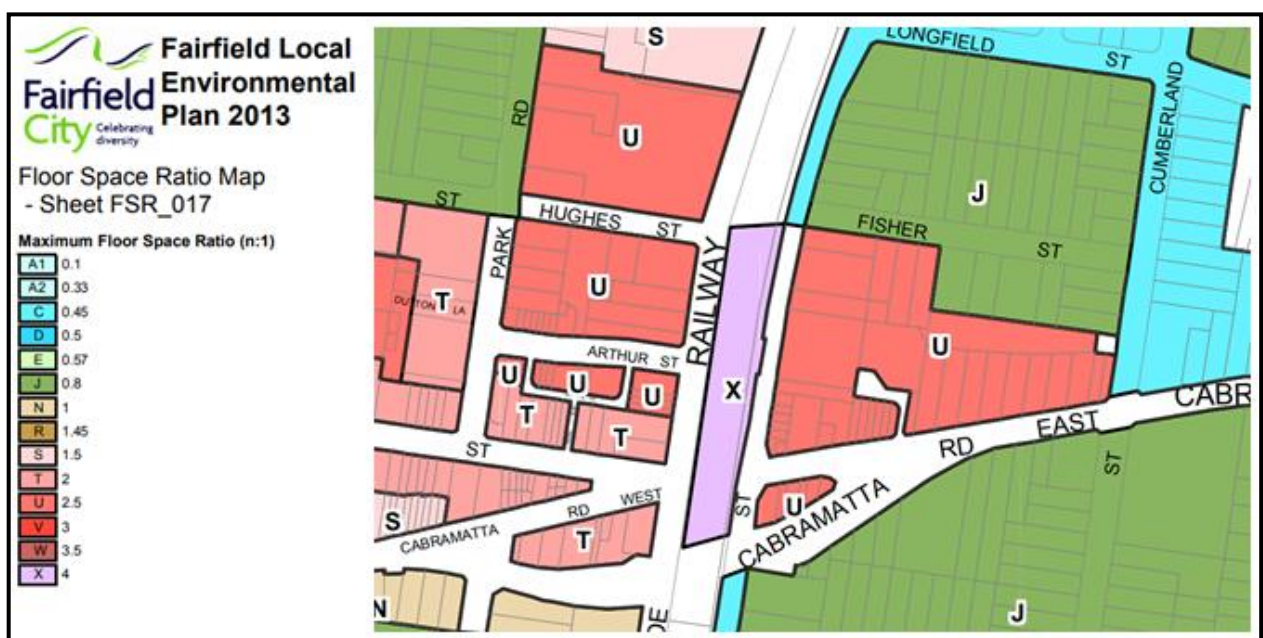 Fairfield
City Celebrating
diversity
Fairfield Local
Environmental
Plan 2013
Floor Space Ratio Map
- Sheet FSR_017
Maximum Floor Space Ratio (n:1)
A1 0.1
A2 0.33
C 0.45
D 0.5
E 0.57
J 0.8
N 1
R 1.45
S 1.5
T 2
U 2.5
V 3
W 3.5
X 4
S
LONGFIELD ST
RD
U
CUMBERLAND
J
ST
HUGHES ST
FISHER ST
PARK
RAILWAY
U
DUTTON LA
T
U
ARTHUR ST
U
U
U
X
T
T
ST
RD EAST
CABR
ST
WEST
RD
CABRAMATTA
S
T
ST
U
CABRAMATTA
N
DE
J